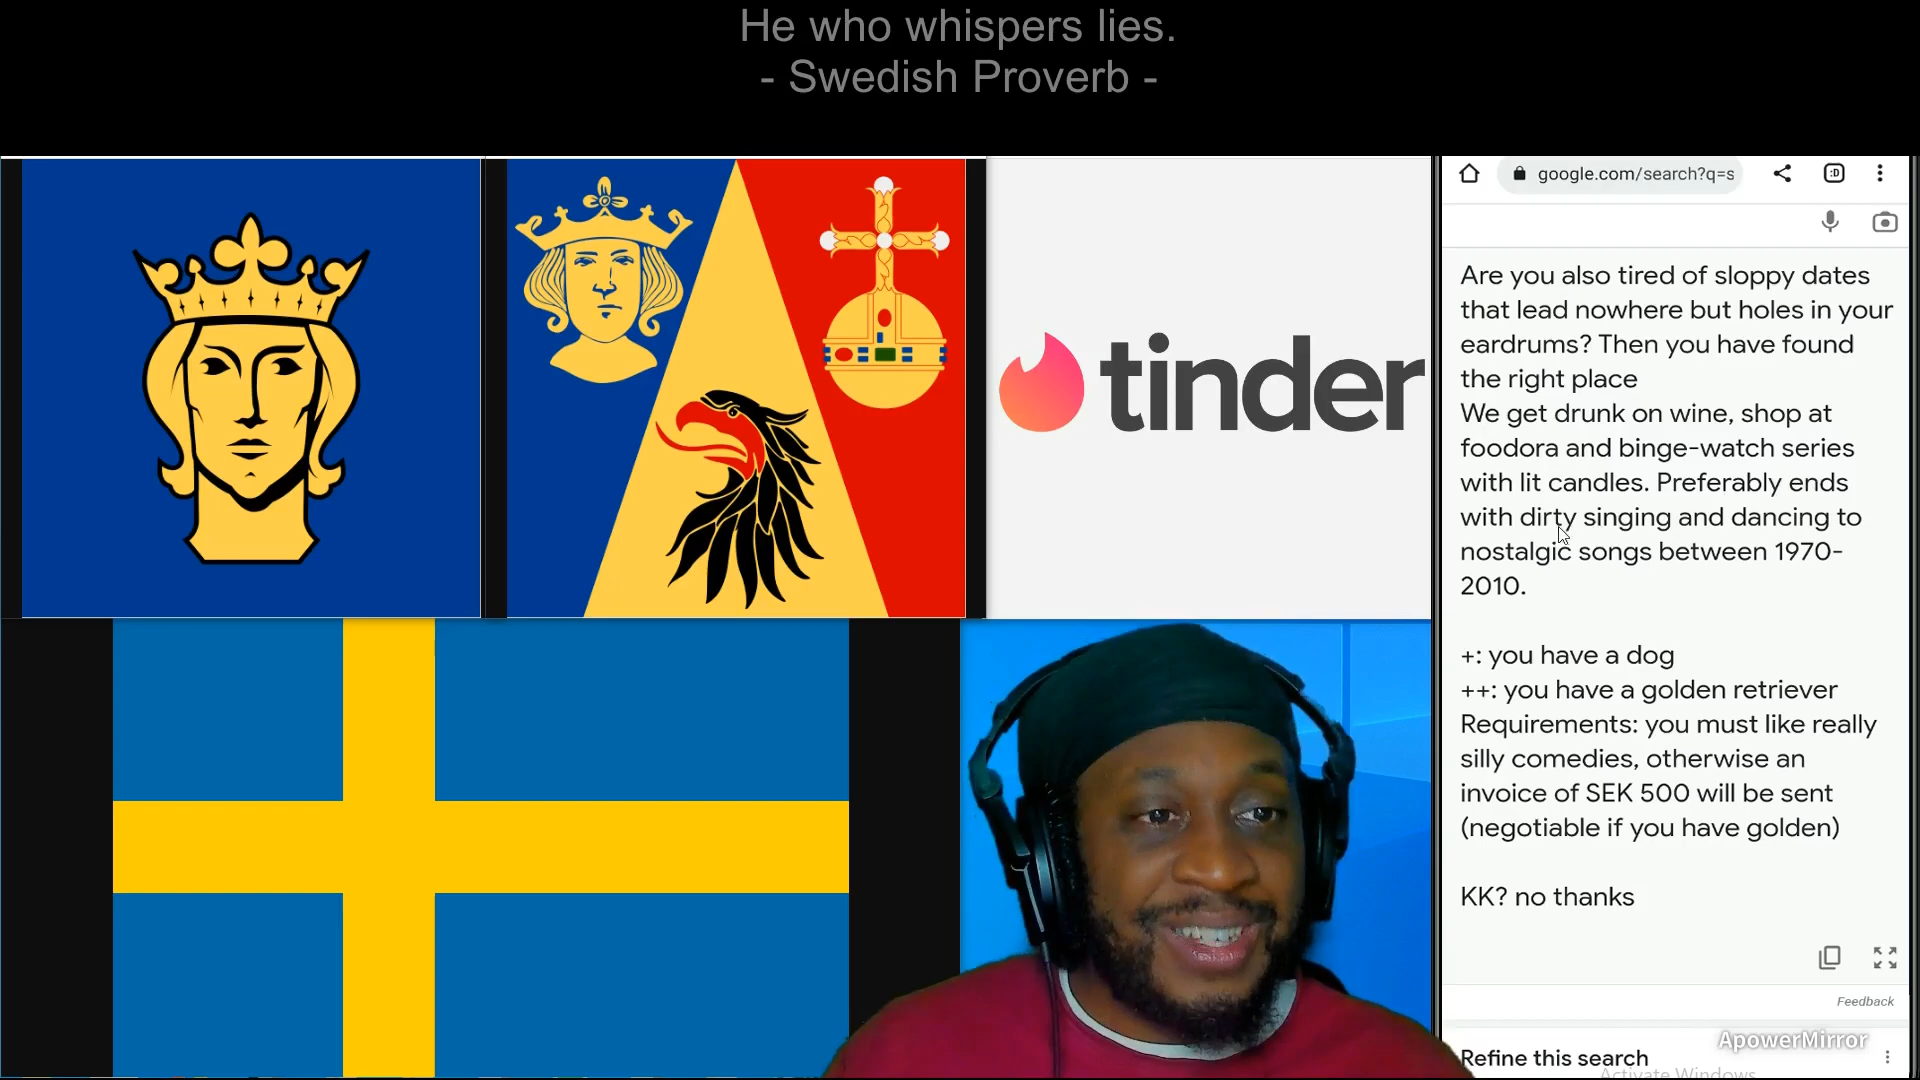 He who whispers lies.
- Swedish Proverb -
tinder
google.com/search?q=s
:D
Are you also tired of sloppy dates
that lead nowhere but holes in your
eardrums? Then you have found
the right place
We get drunk on wine, shop at
foodora and binge-watch series
with lit candles. Preferably ends
with dirty singing and dancing to
nostalgic songs between 1970-
2010.
+: you have a dog
++: you have a golden retriever
Requirements: you must like really
silly comedies, otherwise an
invoice of SEK 500 will be sent
(negotiable if you have golden)
KK? no thanks
Feedback
ApowerMirror
Refine this search
Activate Windows